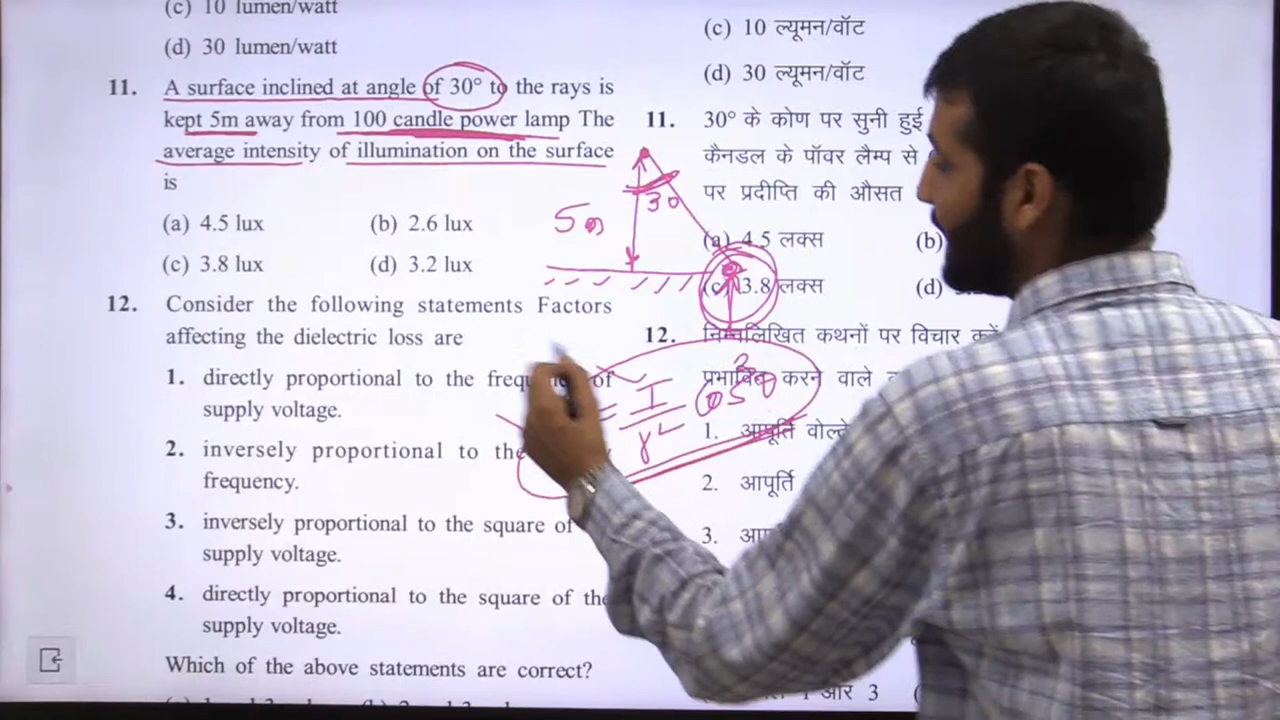 (c) 10 lumen/watt
(d) 30 lumen/watt
11. A surface inclined at angle of 30° to the rays is
kept 5m away from 100 candle power lamp The
average intensity of illumination on the surface
is
(a) 4.5 lux (b) 2.6 lux
(c) 3.8 lux (d) 3.2 lux
12. Consider the following statements Factors
affecting the dielectric loss are
1. directly proportional to the of
supply voltage.
2. inversely proportional to the
frequency.
3. inversely proportional to the square of
supply voltage.
4. directly proportional to the square of the
supply voltage.
Which of the above statements are correct?
(c) 10 ल्यूमन/वॉट
(d) 30 ल्यूमन/वॉट
11. 30° के कोण पर सुनी हुई
कैनडल के पॉवर लैम्प से
पर प्रदीप्ति की औसत
(a) 4.5 लक्स (b)
(c) 3.8 लक्स (d)
12. निम्नलिखित कथनों पर विचार करें
प्रभावित करने वाले
1. आपूर्ति
2. आपूर्ति
3.
और 3
30
5m
= I/r² cos³θ